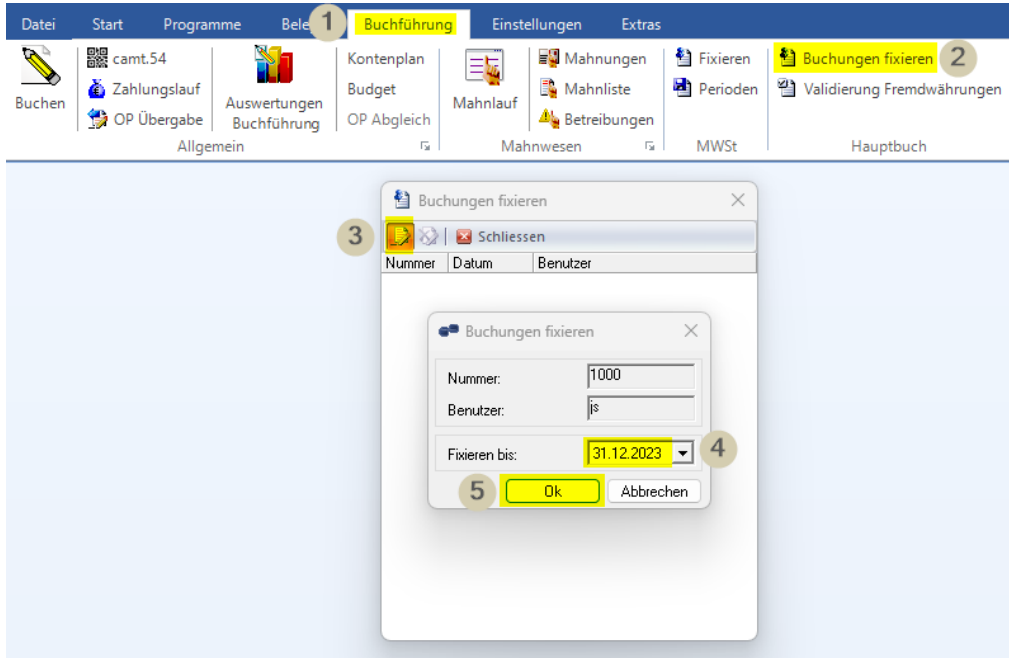 Datei Start Programme Bele 1 Buchführung Einstellungen Extras
Buchen
camt.54
Zahlungslauf
OP Übergabe
Auswertungen
Buchführung
Allgemein
Kontenplan
Budget
OP Abgleich
Mahnlauf
Mahnungen
Mahnliste
Betreibungen
Mahnwesen
Fixieren
Perioden
MWSt
Buchungen fixieren 2
Validierung Fremdwährungen
Hauptbuch
Buchungen fixieren
3 Schliessen
Nummer Datum Benutzer
Buchungen fixieren
Nummer: 1000
Benutzer: js
Fixieren bis: 31.12.2023 4
5 Ok Abbrechen